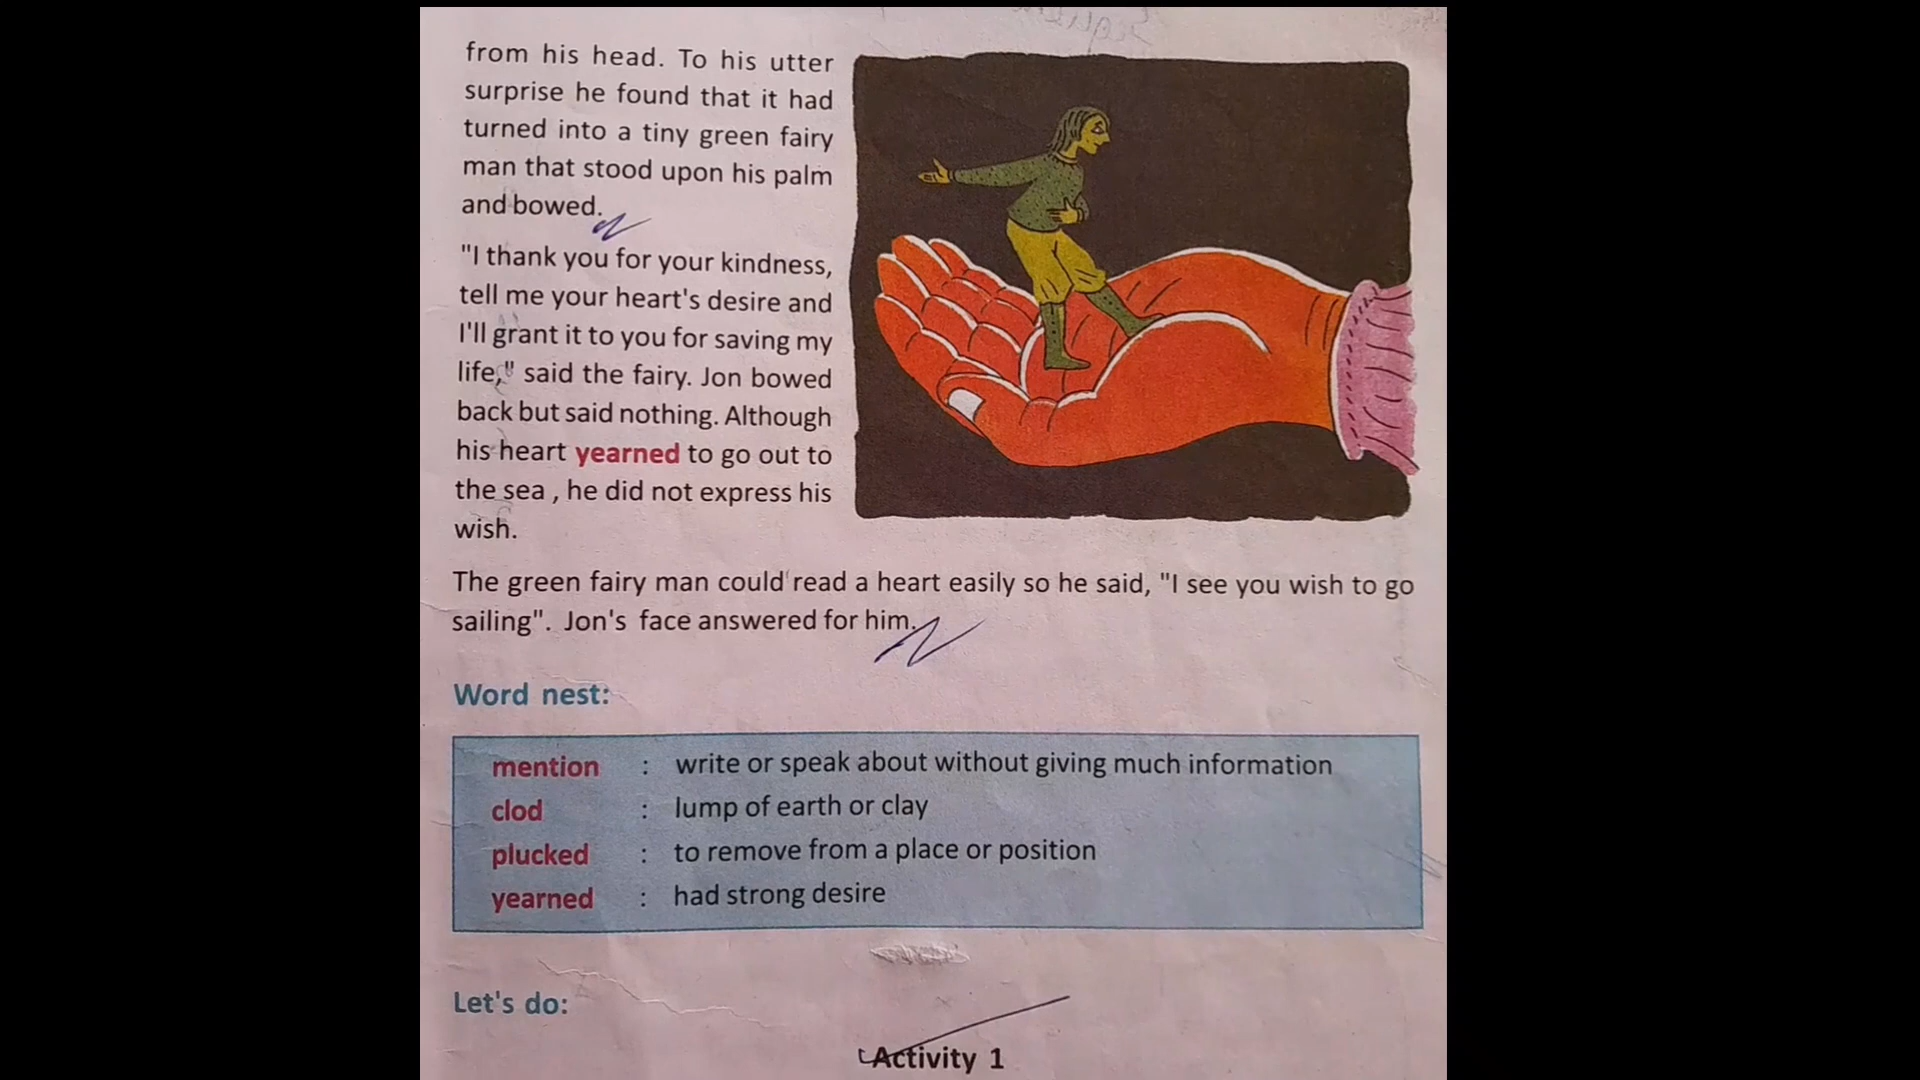 from his head. To his utter
surprise he found that it had
turned into a tiny green fairy
man that stood upon his palm
and bowed.
"I thank you for your kindness,
tell me your heart's desire and
I'll grant it to you for saving my
life," said the fairy. Jon bowed
back but said nothing. Although
his heart yearned to go out to
the sea , he did not express his
wish.
The green fairy man could read a heart easily so he said, "I see you wish to go
sailing". Jon's face answered for him.
Word nest:
mention : write or speak about without giving much information
clod : lump of earth or clay
plucked : to remove from a place or position
yearned : had strong desire
Let's do:
Activity 1